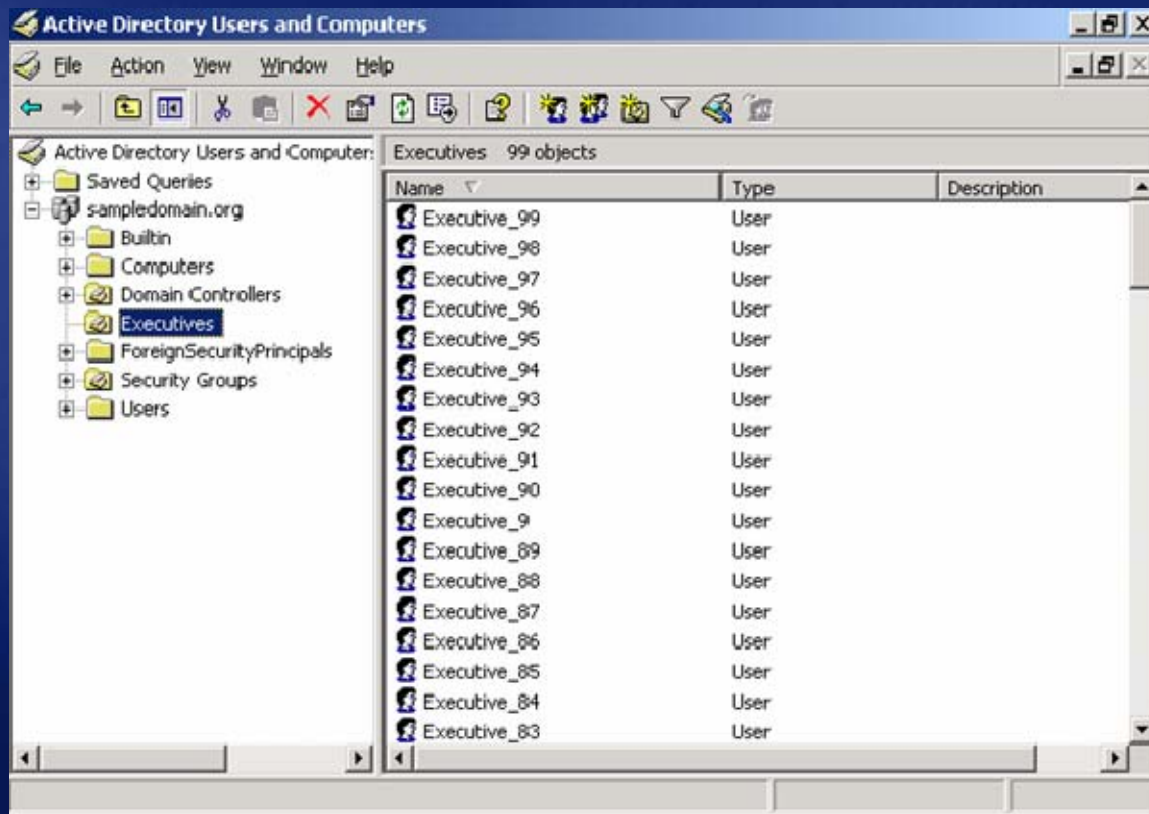 Active Directory Users and Computers
File Action View Window Help
Active Directory Users and Computer:
Saved Queries
sampledomain.org
Builtin
Computers
Domain Controllers
Executives
ForeignSecurityPrincipals
Security Groups
Users
Executives 99 objects
Name Type Description
Executive_99 User
Executive_98 User
Executive_97 User
Executive_96 User
Executive_95 User
Executive_94 User
Executive_93 User
Executive_92 User
Executive_91 User
Executive_90 User
Executive_9 User
Executive_89 User
Executive_88 User
Executive_87 User
Executive_86 User
Executive_85 User
Executive_84 User
Executive_83 User